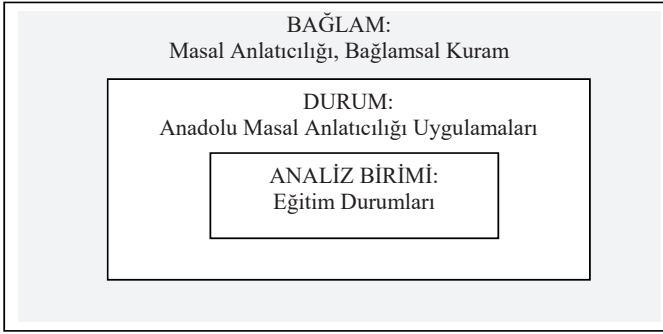 BAĞLAM:
Masal Anlatıcılığı, Bağlamsal Kuram
DURUM:
Anadolu Masal Anlatıcılığı Uygulamaları
ANALİZ BİRİMİ:
Eğitim Durumları